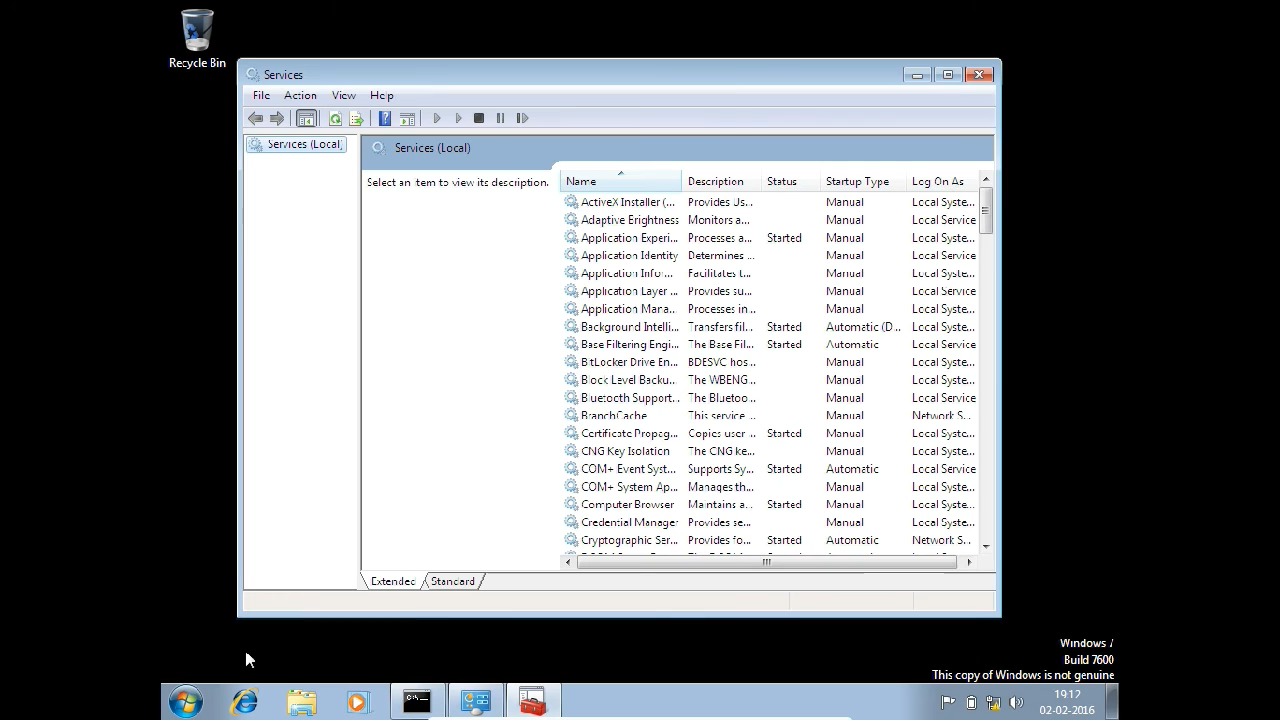 Recycle Bin
Services
File Action View Help
Services (Local)
Services (Local)
Select an item to view its description.
Name Description Status Startup Type Log On As
ActiveX Installer (... Provides Us... Manual Local Syste...
Adaptive Brightness Monitors a... Manual Local Service
Application Experi... Processes a... Started Manual Local Syste...
Application Identity Determines ... Manual Local Service
Application Infor... Facilitates t... Manual Local Syste...
Application Layer ... Provides su... Manual Local Service
Application Mana... Processes in... Manual Local Syste...
Background Intelli... Transfers fil... Started Automatic (D... Local Syste...
Base Filtering Engi... The Base Fil... Started Automatic Local Service
BitLocker Drive En... BDESVC hos... Manual Local Syste...
Block Level Backu... The WBENG... Manual Local Syste...
Bluetooth Support... The Bluetoo... Manual Local Service
BranchCache This service ... Manual Network S...
Certificate Propag... Copies user ... Started Manual Local Syste...
CNG Key Isolation The CNG ke... Manual Local Syste...
COM+ Event Syst... Supports Sy... Started Automatic Local Service
COM+ System Ap... Manages th... Manual Local Syste...
Computer Browser Maintains a... Started Manual Local Syste...
Credential Manager Provides se... Manual Local Syste...
Cryptographic Ser... Provides fo... Started Automatic Network S...
Extended Standard
Windows 7
Build 7600
This copy of Windows is not genuine
19:12
02-02-2016